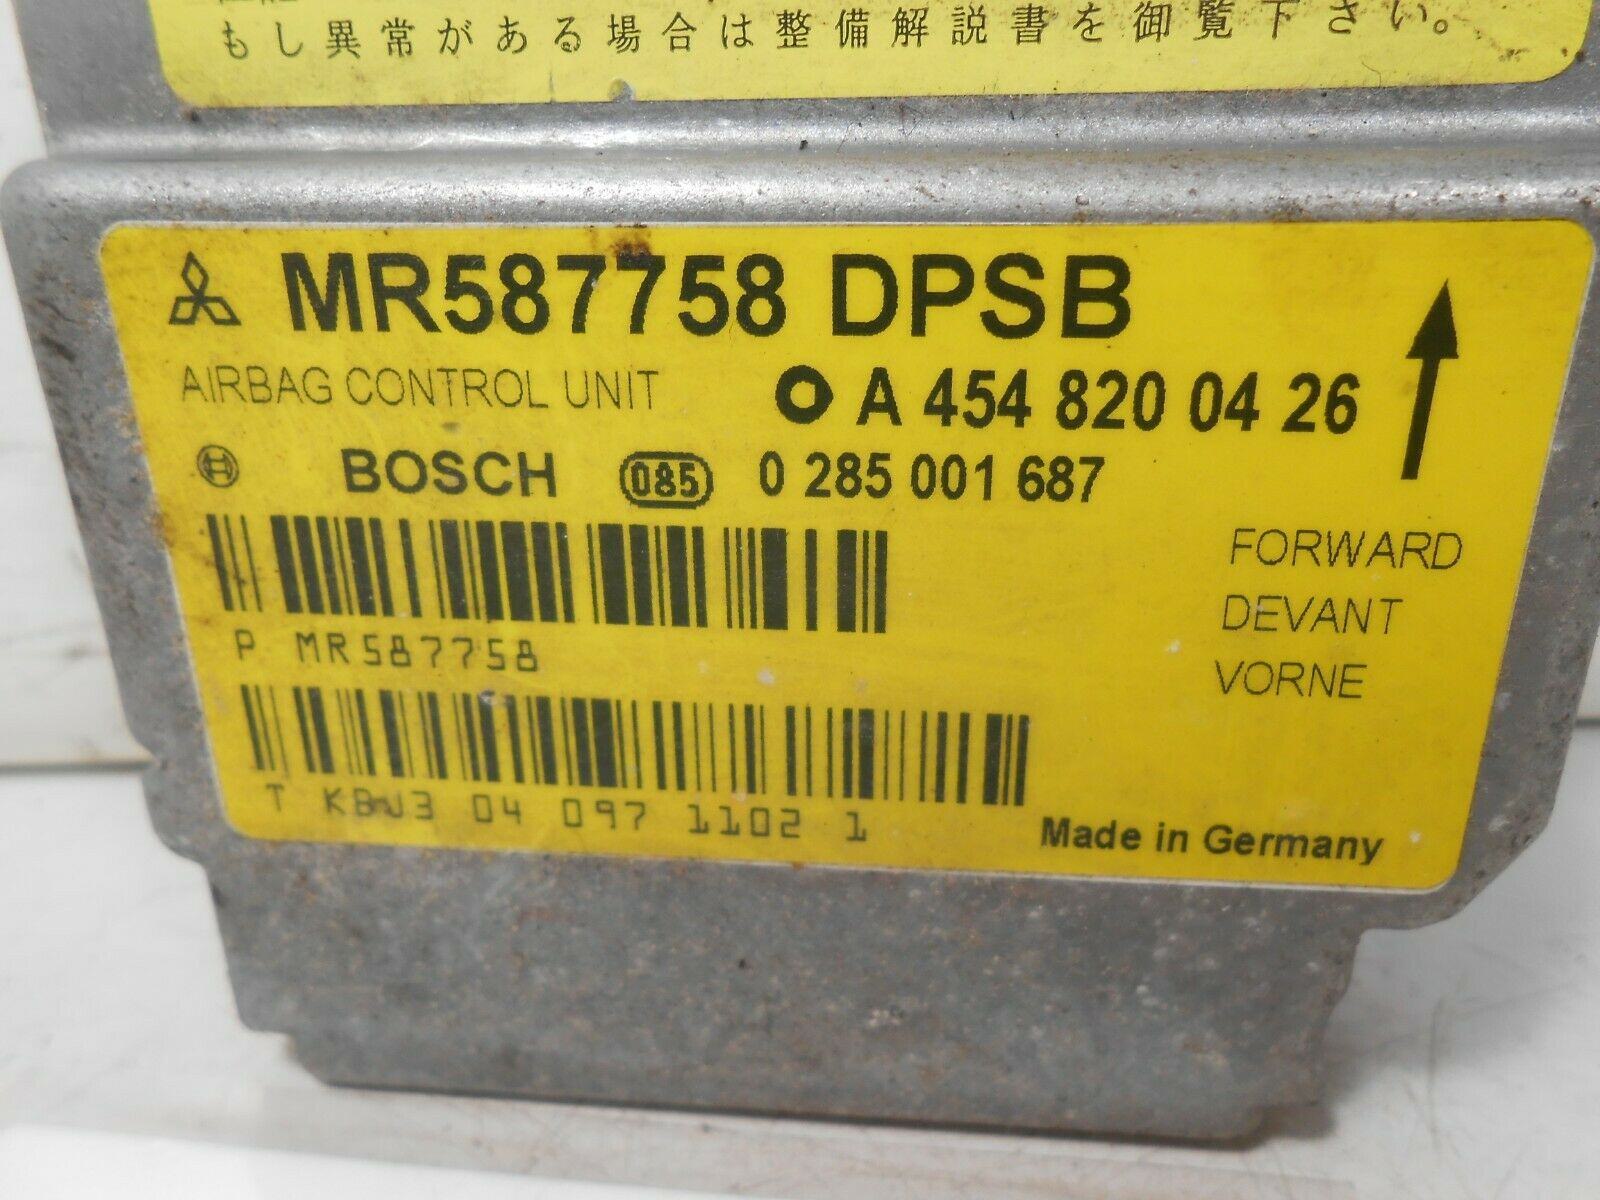 もし異常がある場合は整備解説書を御覧下さい。
MR587758 DPSB
AIRBAG CONTROL UNIT
A 454 820 04 26
BOSCH 085 0 285 001 687
FORWARD
DEVANT
VORNE
P MR587758
T KBWJ3 04 097 1102 1
Made in Germany